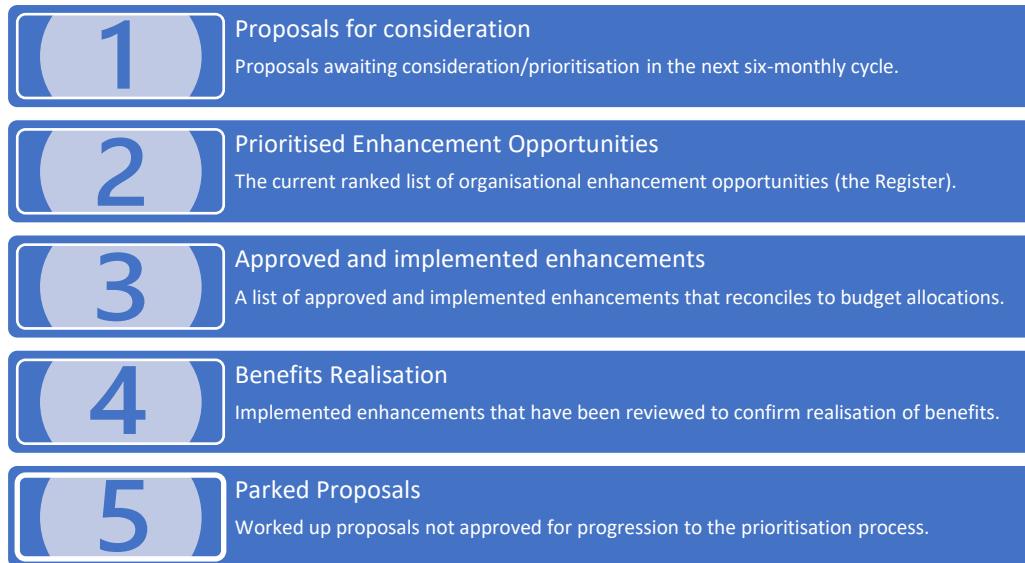 1
Proposals for consideration
Proposals awaiting consideration/prioritisation in the next six-monthly cycle.
2
Prioritised Enhancement Opportunities
The current ranked list of organisational enhancement opportunities (the Register).
3
Approved and implemented enhancements
A list of approved and implemented enhancements that reconciles to budget allocations.
4
Benefits Realisation
Implemented enhancements that have been reviewed to confirm realisation of benefits.
5
Parked Proposals
Worked up proposals not approved for progression to the prioritisation process.